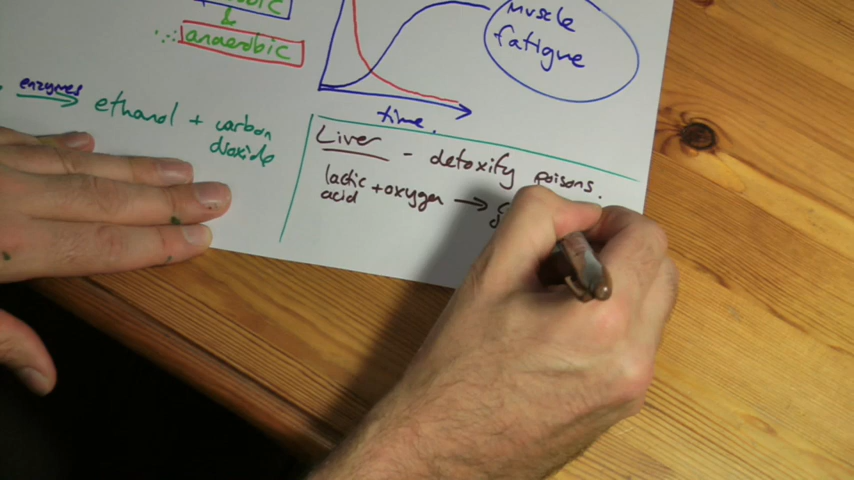 &
∴ anaerobic
Muscle
fatigue
time.
enzymes
→ ethanol + carbon
dioxide
Liver - detoxify poisons.
lactic + oxygen →
acid